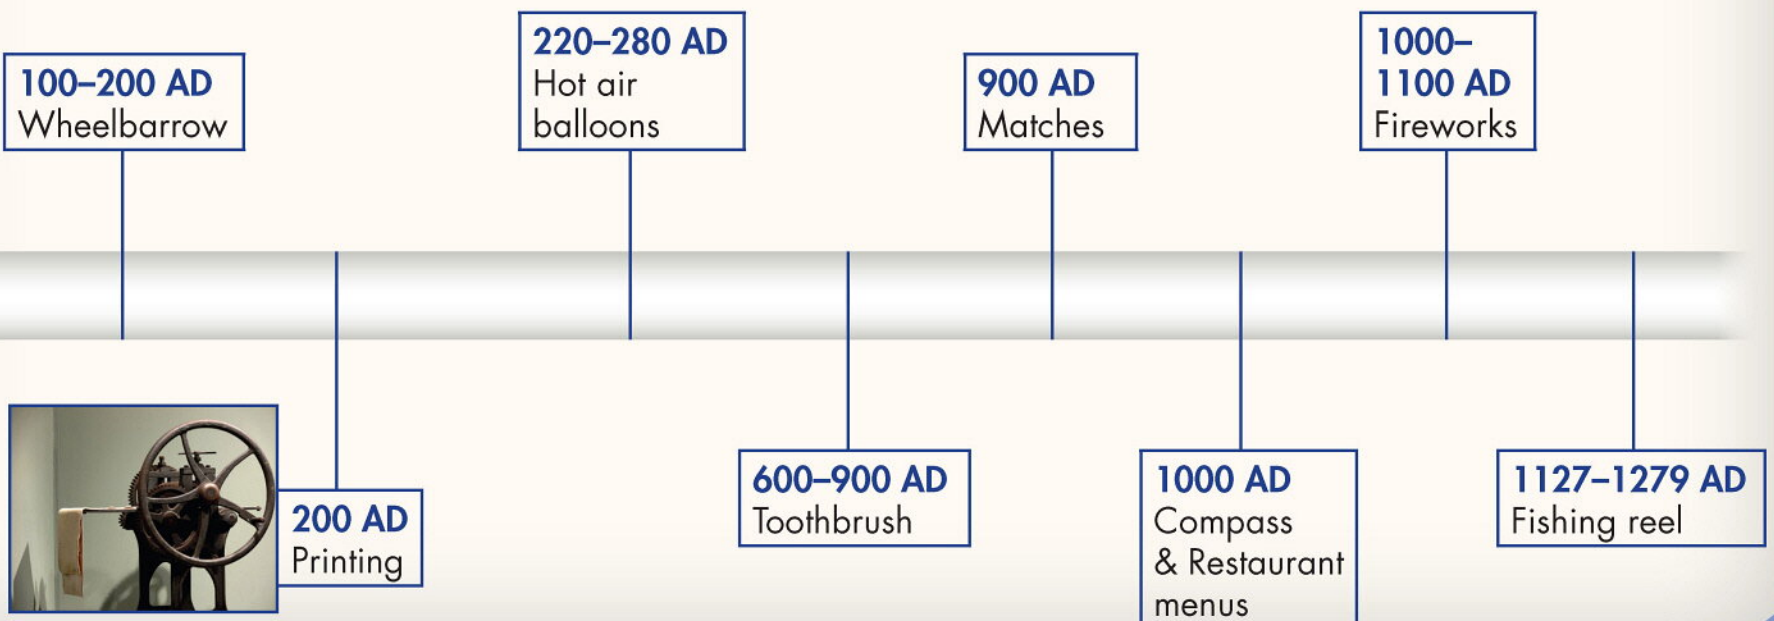 100–200 AD
Wheelbarrow
200 AD
Printing
220–280 AD
Hot air
balloons
600–900 AD
Toothbrush
900 AD
Matches
1000 AD
Compass
& Restaurant
menus
1000–
1100 AD
Fireworks
1127–1279 AD
Fishing reel